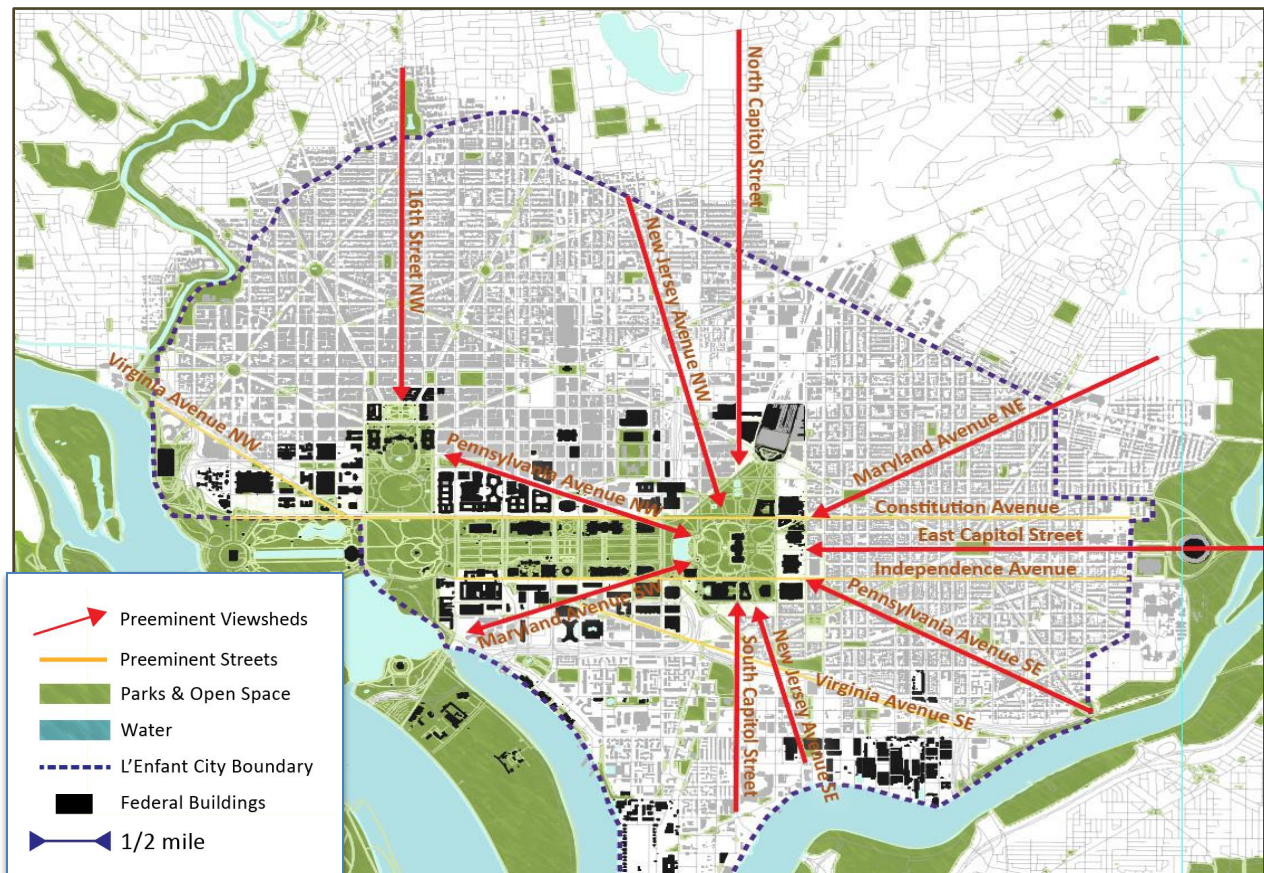 North Capitol Street
16th Street NW
New Jersey Avenue NW
Virginia Avenue NW
Pennsylvania Avenue NW
Maryland Avenue NE
Constitution Avenue
East Capitol Street
Independence Avenue
Maryland Avenue SW
Pennsylvania Avenue SE
South Capitol Street
New Jersey Avenue SE
Virginia Avenue SE
Preeminent Viewsheds
Preeminent Streets
Parks & Open Space
Water
L'Enfant City Boundary
Federal Buildings
1/2 mile